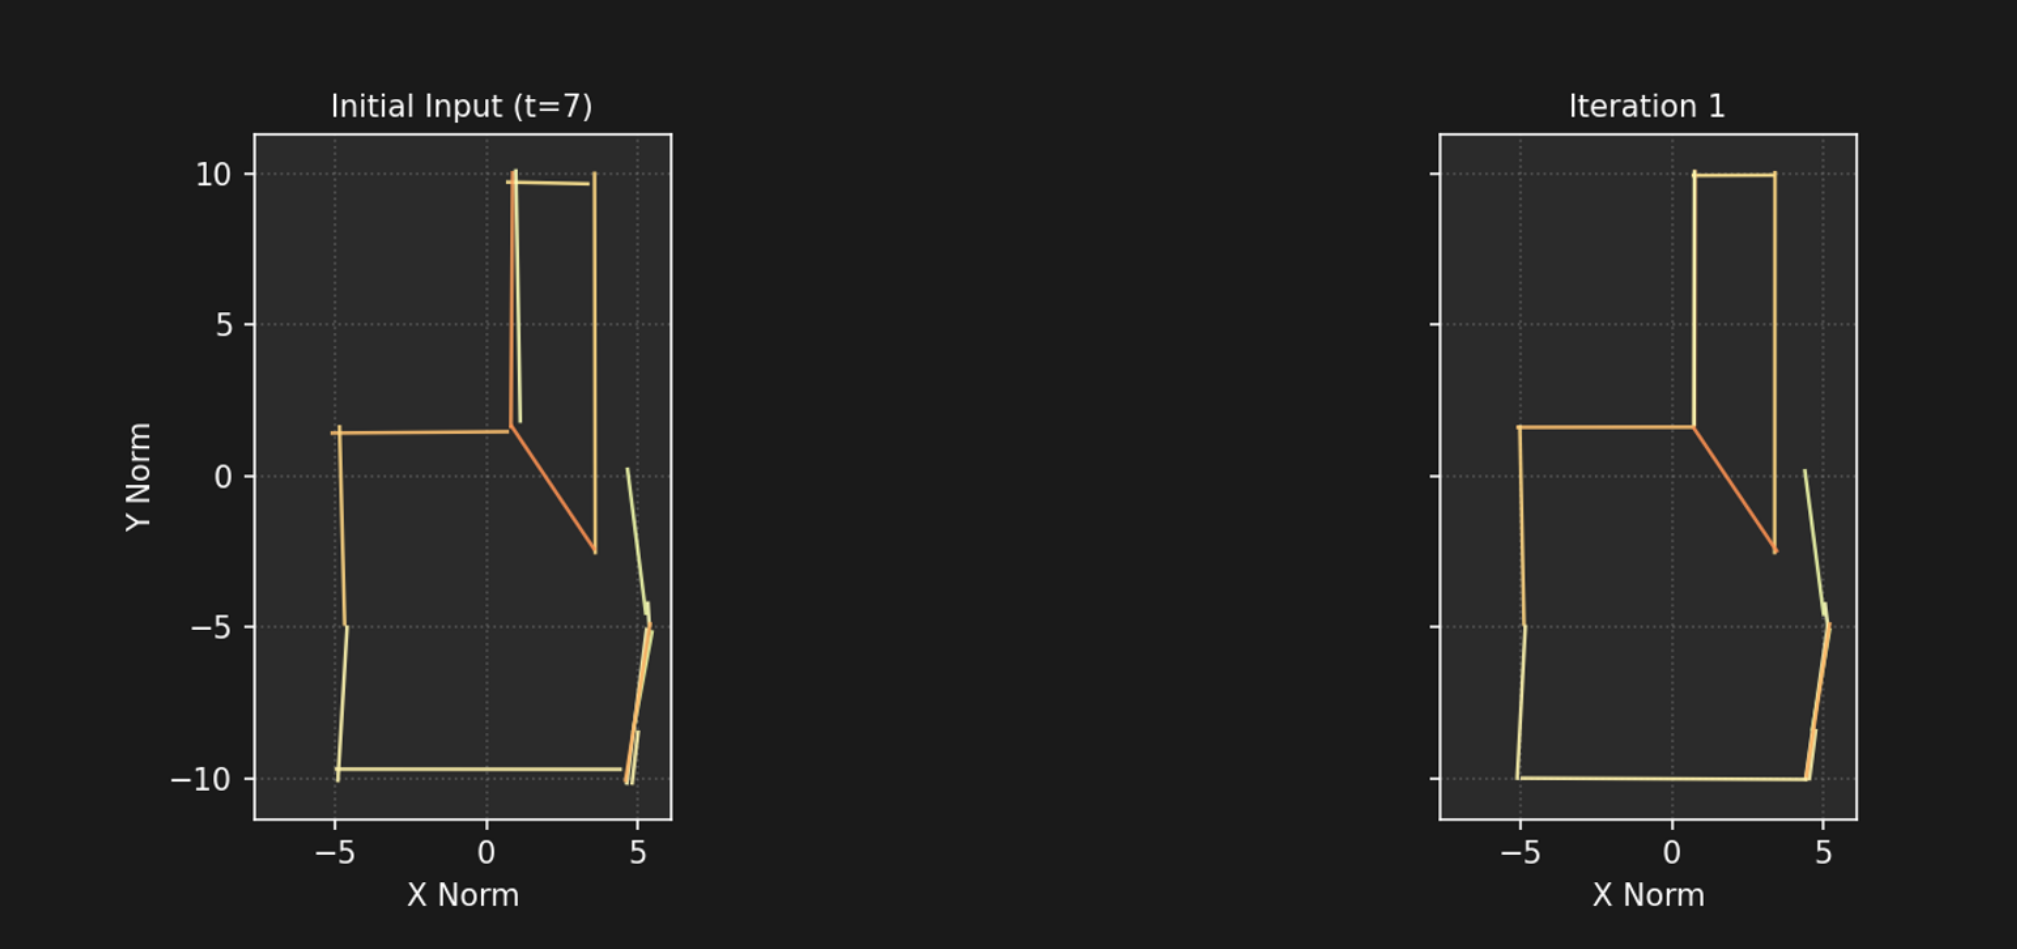 Initial Input (t=7)
Iteration 1
10
5
0
−5
−10
Y Norm
−5 0 5
−5 0 5
X Norm
X Norm